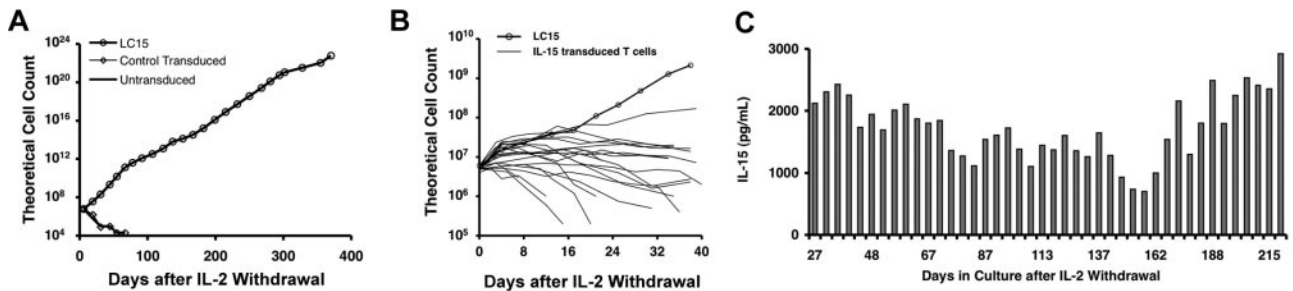 A
Theoretical Cell Count
10^24
10^20
10^16
10^12
10^8
10^4
LC15
Control Transduced
Untransduced
0 100 200 300 400
Days after IL-2 Withdrawal
B
Theoretical Cell Count
10^10
10^9
10^8
10^7
10^6
10^5
LC15
IL-15 transduced T cells
0 8 16 24 32 40
Days after IL-2 Withdrawal
C
IL-15 (pg/mL)
3000
2000
1000
0
27 48 67 87 113 137 162 188 215
Days in Culture after IL-2 Withdrawal